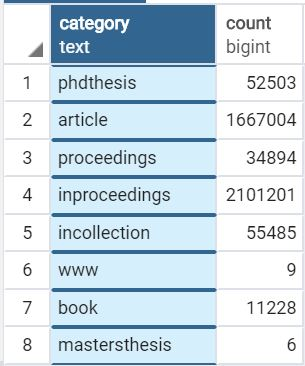 category count
text bigint
1 phdthesis 52503
2 article 1667004
3 proceedings 34894
4 inproceedings 2101201
5 incollection 55485
6 www 9
7 book 11228
8 mastersthesis 6